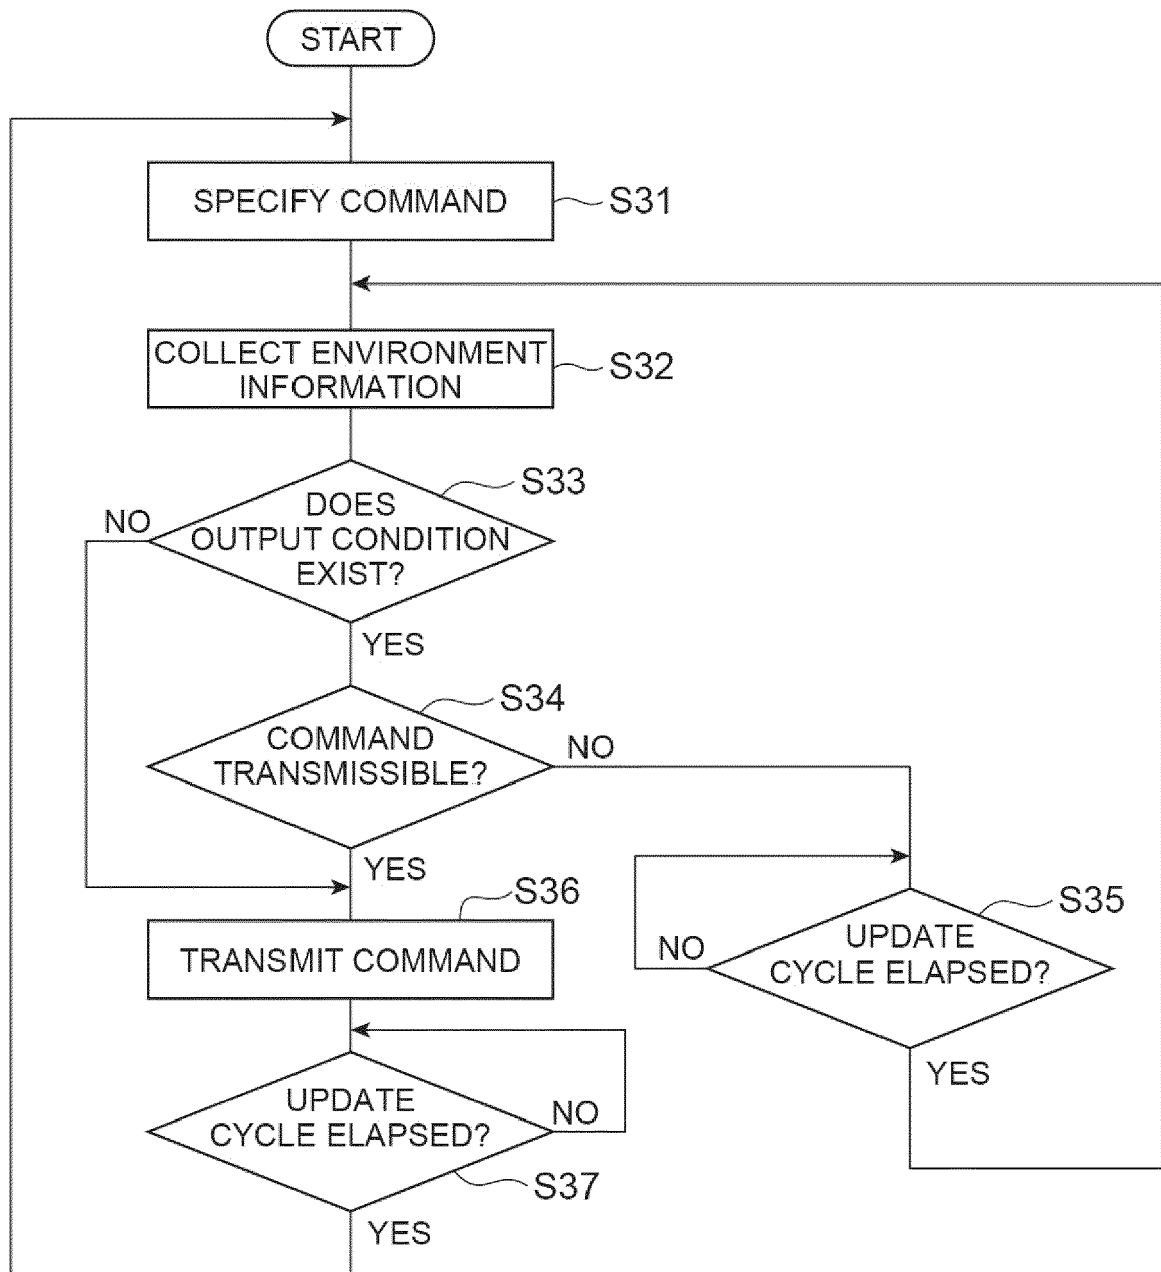 START
SPECIFY COMMAND
S31
COLLECT ENVIRONMENT
INFORMATION
S32
S33
DOES
OUTPUT CONDITION
EXIST?
NO
YES
S34
COMMAND
TRANSMISSIBLE?
NO
YES
S36
TRANSMIT COMMAND
S35
UPDATE
CYCLE ELAPSED?
NO
YES
UPDATE
CYCLE ELAPSED?
NO
S37
YES